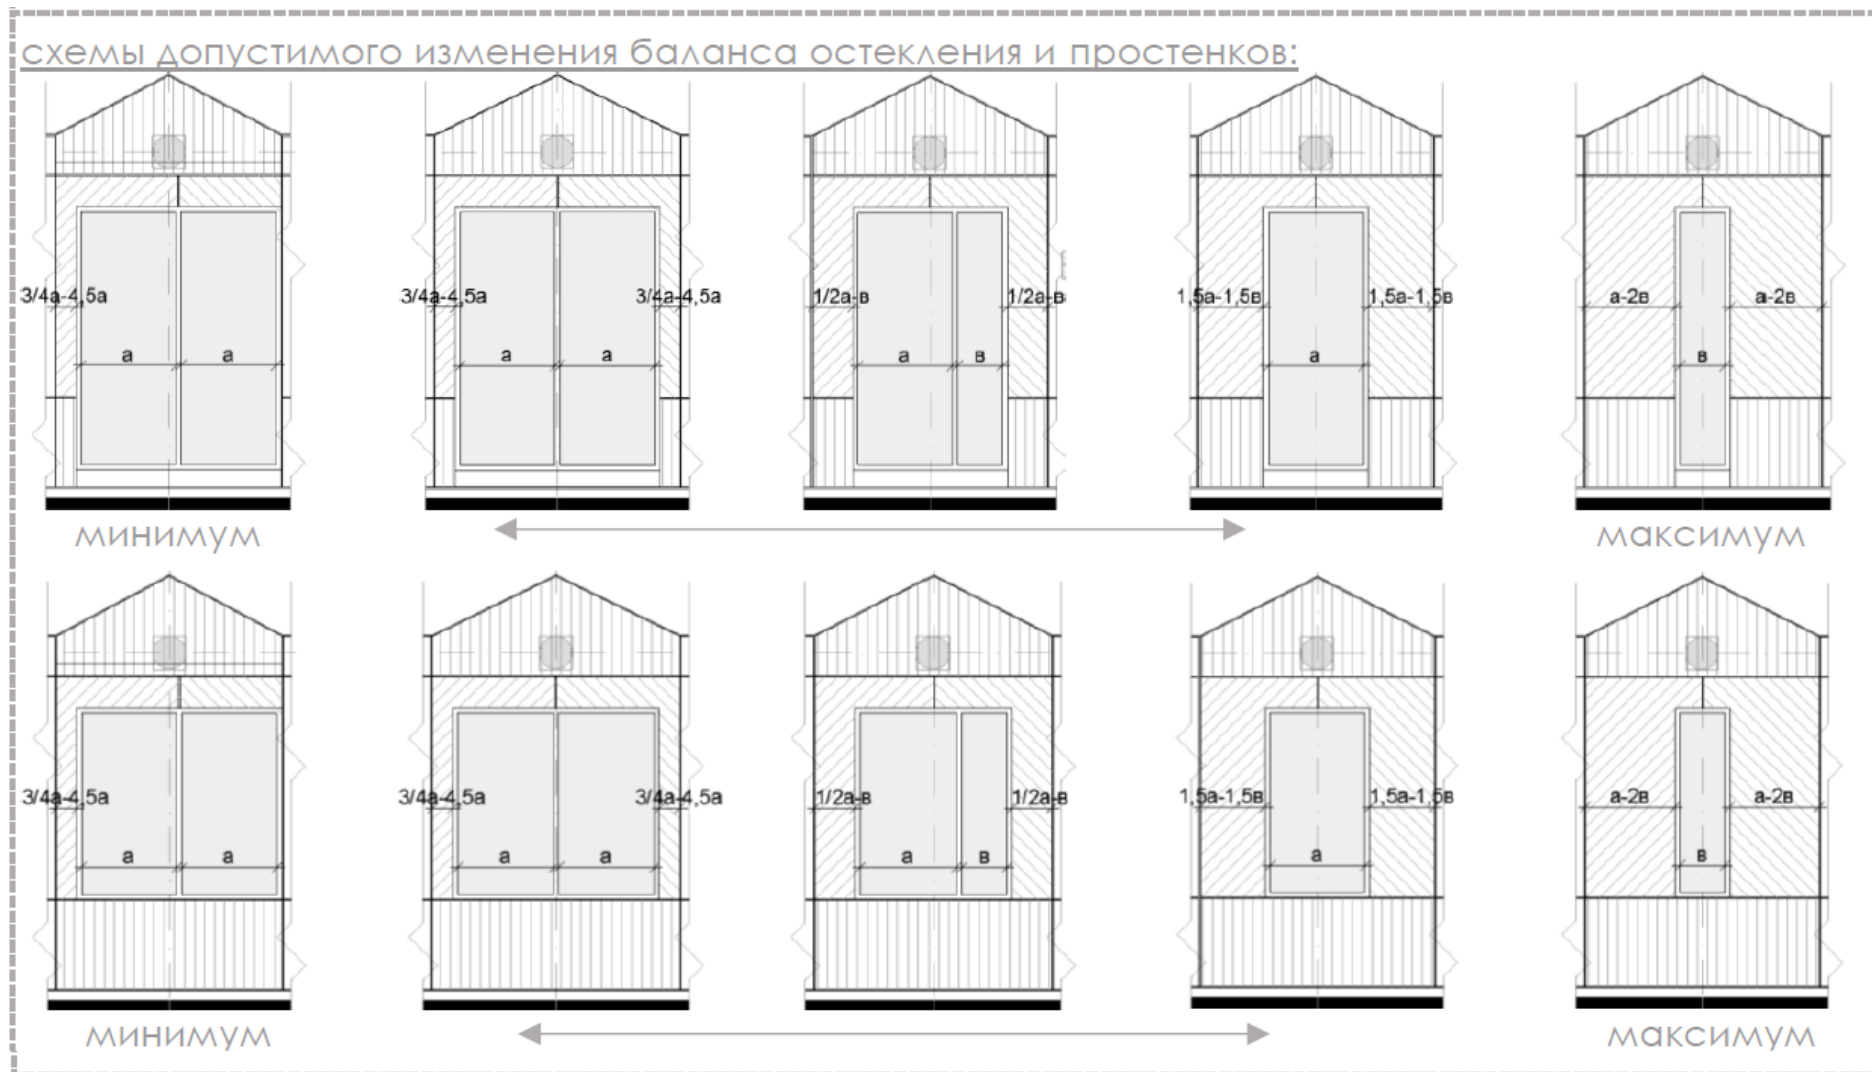 схемы допустимого изменения баланса остекления и простенков:
3/4а-4,5а 3/4а-4,5а 3/4а-4,5а 1/2а-в 1/2а-в 1,5а-1,5в 1,5а-1,5в а-2в а-2в
а а а а а в а в
минимум максимум
3/4а-4,5а 3/4а-4,5а 3/4а-4,5а 1/2а-в 1/2а-в 1,5а-1,5в 1,5а-1,5в а-2в а-2в
а а а а а в а в
минимум максимум